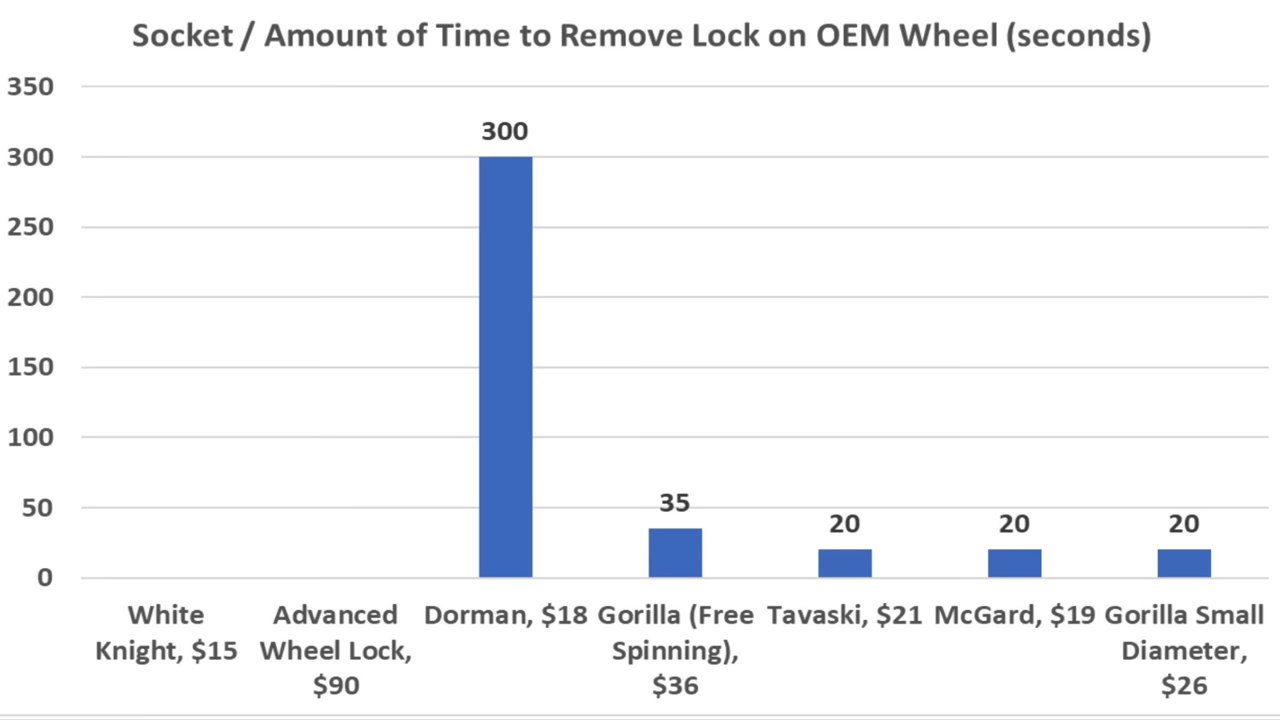 Socket / Amount of Time to Remove Lock on OEM Wheel (seconds)
350
300
250
200
150
100
50
0
300
35
20
20
20
White Knight, $15
Advanced Wheel Lock, $90
Dorman, $18
Gorilla (Free Spinning), $36
Tavaski, $21
McGard, $19
Gorilla Small Diameter, $26